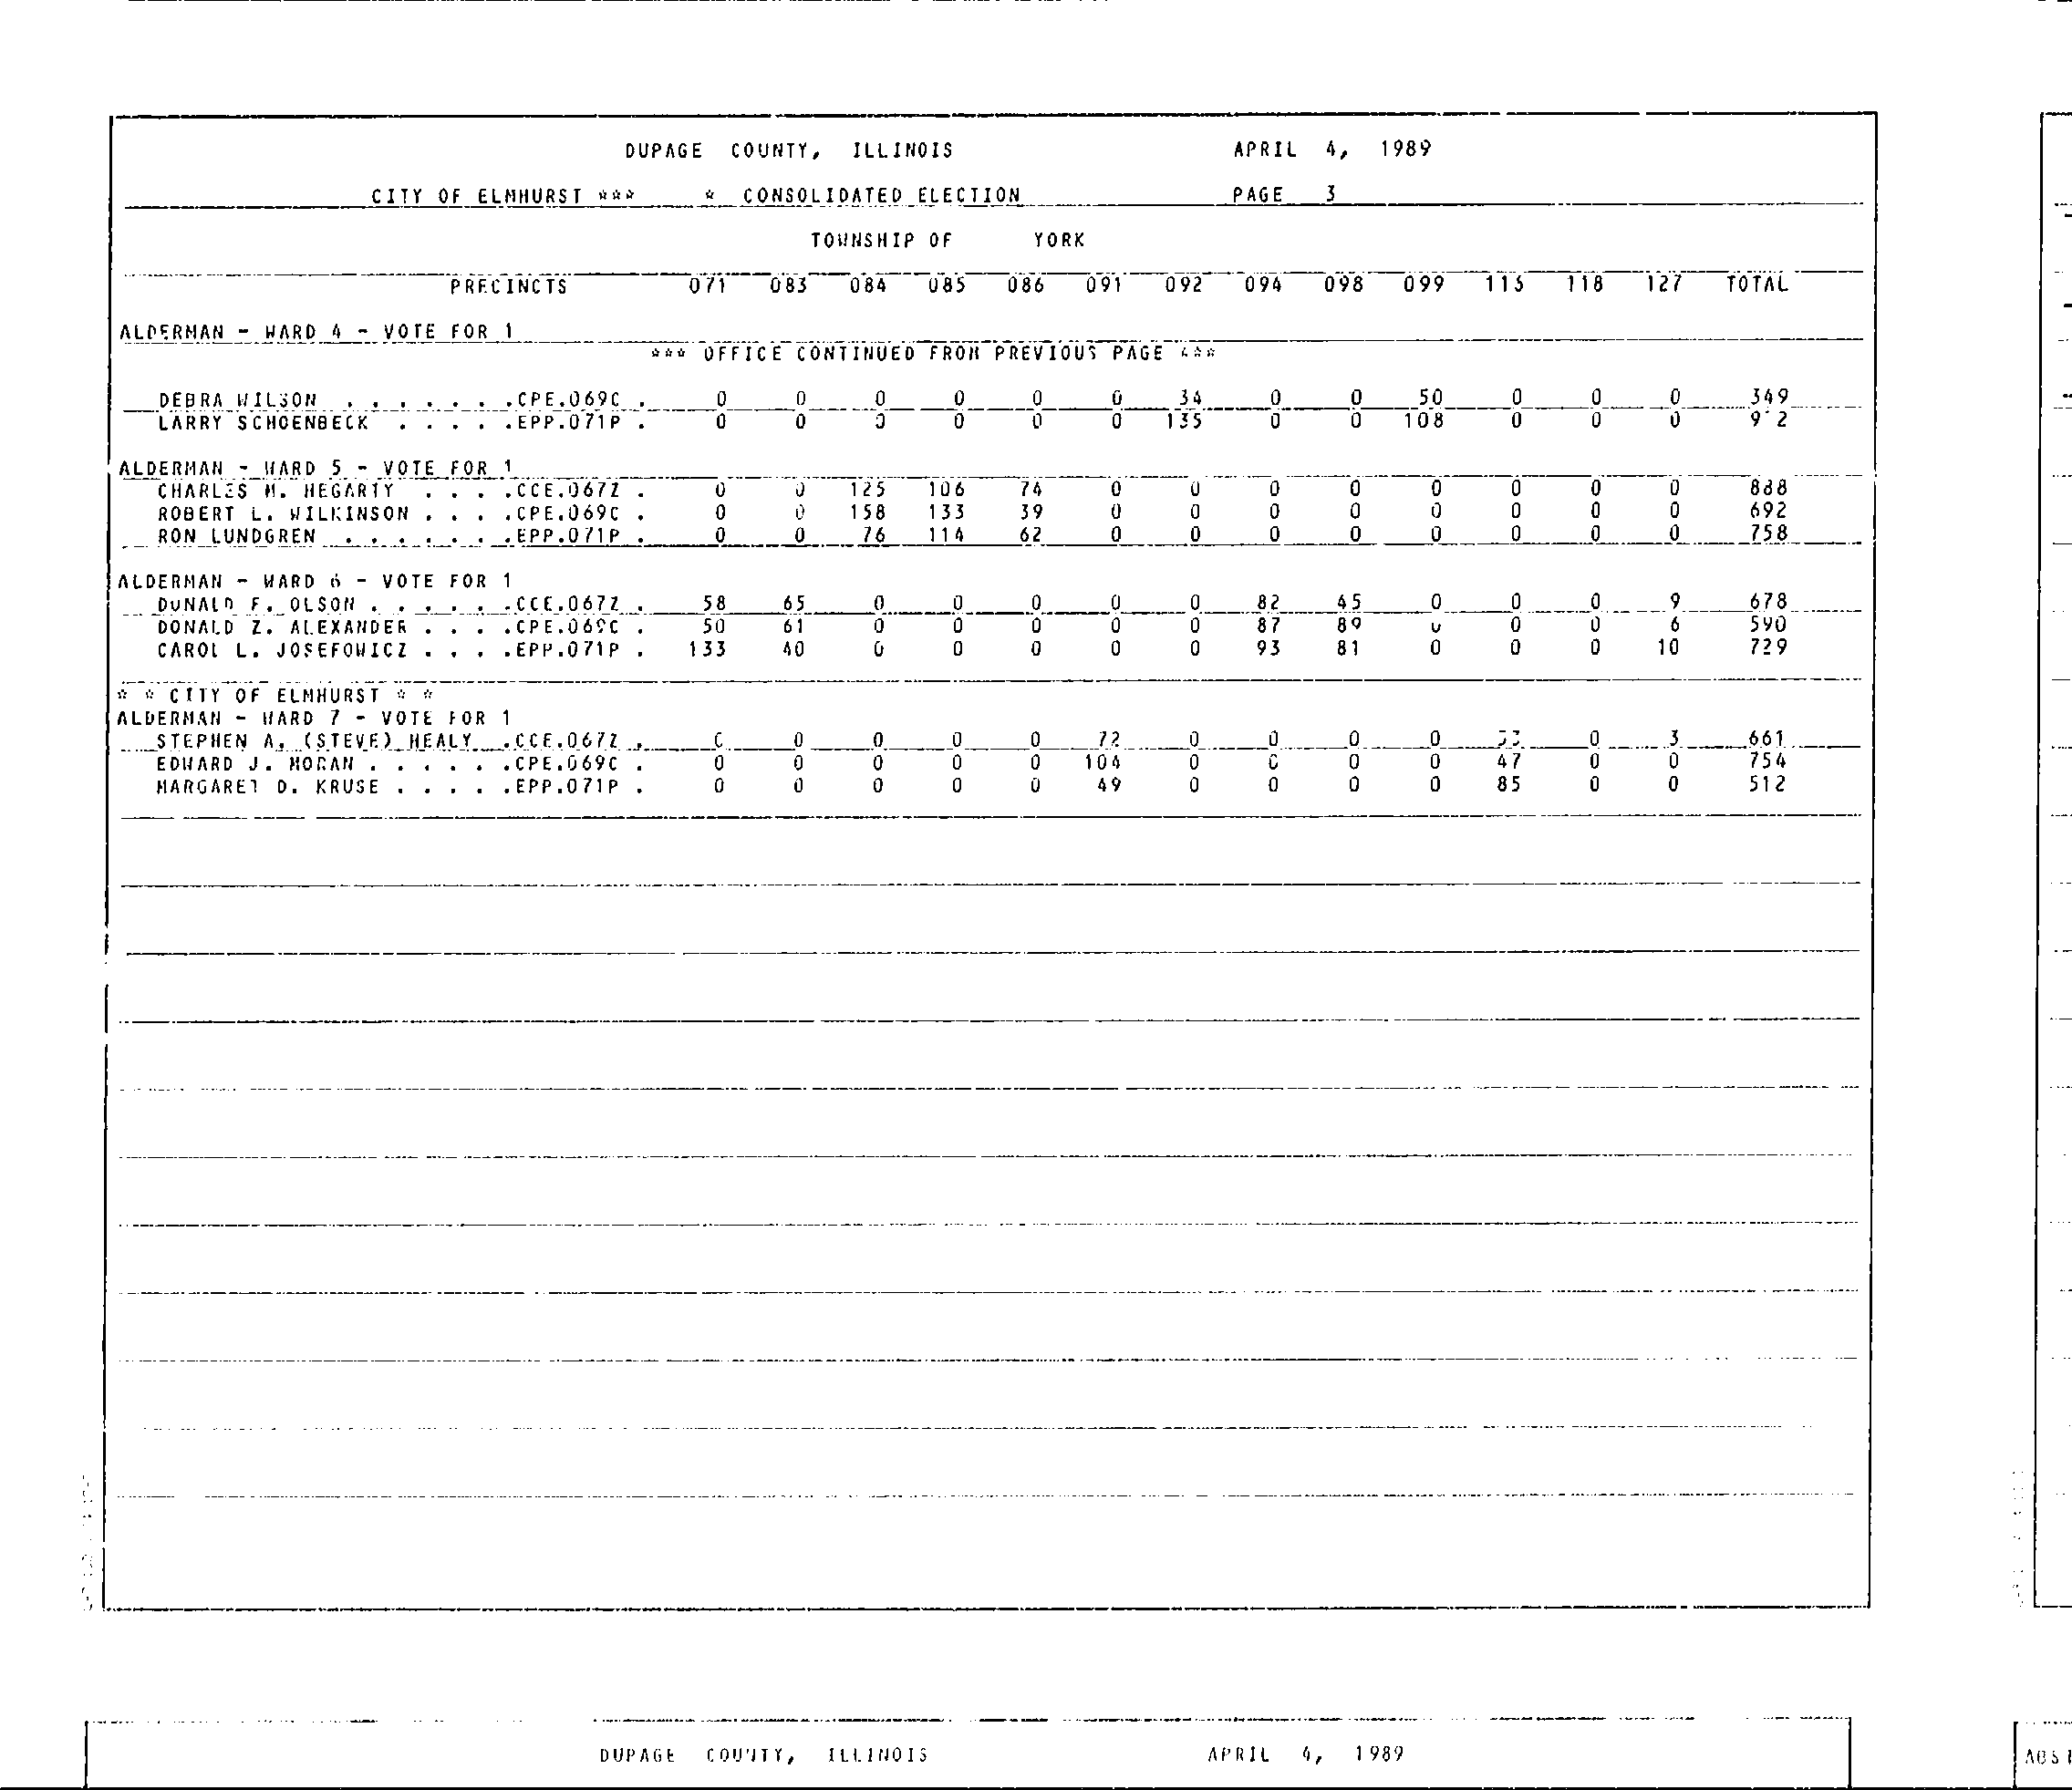 DUPAGE COUNTY, ILLINOIS APRIL 4, 1989
CITY OF ELMHURST *** * CONSOLIDATED ELECTION PAGE 3
TOWNSHIP OF YORK
PRECINCTS 071 083 084 085 086 091 092 094 098 099 118 127 TOTAL
ALDERMAN - WARD 4 - VOTE FOR 1
*** OFFICE CONTINUED FROM PREVIOUS PAGE ***
DEBRA WILSON . . . . . . .CPE.069C . 0 0 0 0 0 0 34 0 0 50 0 0 0 349
LARRY SCHOENBECK . . . . .EPP.071P . 0 0 0 0 0 0 135 0 0 108 0 0 0
ALDERMAN - WARD 5 - VOTE FOR 1
CHARLES M. HEGARTY . . . .CCE.067Z . 0 0 125 106 74 0 0 0 0 0 0 0 0 888
ROBERT L. WILKINSON . . . .CPE.069C . 0 0 158 133 39 0 0 0 0 0 0 0 0 692
RON LUNDGREN . . . . . . .EPP.071P . 0 0 76 114 62 0 0 0 0 0 0 0 0 758
ALDERMAN - WARD 6 - VOTE FOR 1
DONALD F. OLSON . . . . . .CCE.067Z . 58 65 0 0 0 0 0 82 45 0 0 0 9 678
DONALD Z. ALEXANDER . . . .CPE.069C . 50 61 0 0 0 0 0 87 89 0 0 0 6 590
CAROL L. JOSEFOWICZ . . . .EPP.071P . 133 40 0 0 0 0 0 93 81 0 0 0 10 729
* * CITY OF ELMHURST * *
ALDERMAN - WARD 7 - VOTE FOR 1
STEPHEN A. (STEVE) HEALY .CCE.067Z . 0 0 0 0 0 72 0 0 0 0 0 3 661
EDWARD J. MORAN . . . . . .CPE.069C . 0 0 0 0 0 104 0 0 0 0 47 0 0 754
MARGARET D. KRUSE . . . . .EPP.071P . 0 0 0 0 0 49 0 0 0 0 85 0 0 512
DUPAGE COUNTY, ILLINOIS APRIL 4, 1989